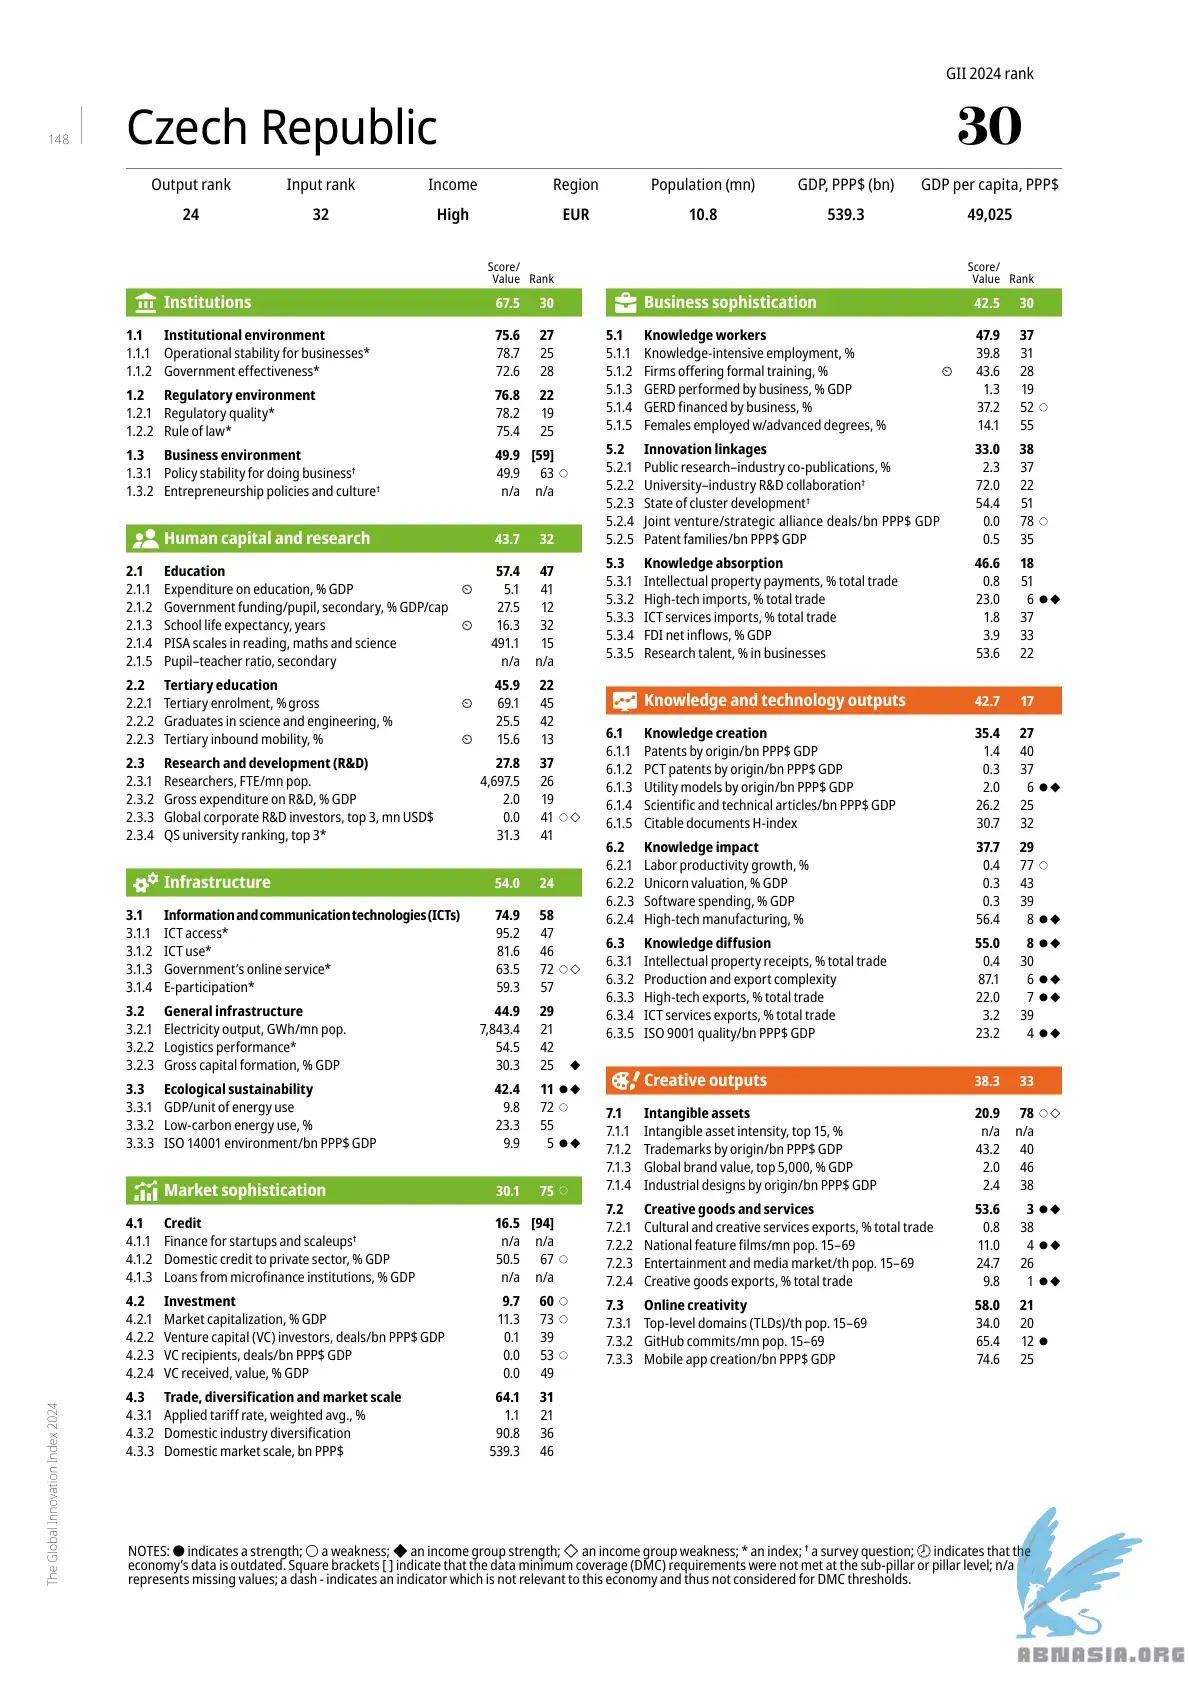 GII 2024 rank
148
Czech Republic
30
Output rank Input rank Income Region Population (mn) GDP, PPP$ (bn) GDP per capita, PPP$
24 32 High EUR 10.8 539.3 49,025
Score/
Value Rank
Institutions 67.5 30
1.1 Institutional environment 75.6 27
1.1.1 Operational stability for businesses* 78.7 25
1.1.2 Government effectiveness* 72.6 28
1.2 Regulatory environment 76.8 22
1.2.1 Regulatory quality* 78.2 19
1.2.2 Rule of law* 75.4 25
1.3 Business environment 49.9 [59]
1.3.1 Policy stability for doing business† 49.9 63 ○
1.3.2 Entrepreneurship policies and culture† n/a n/a
Human capital and research 43.7 32
2.1 Education 57.4 47
2.1.1 Expenditure on education, % GDP 5.1 41
2.1.2 Government funding/pupil, secondary, % GDP/cap 27.5 12
2.1.3 School life expectancy, years 16.3 32
2.1.4 PISA scales in reading, maths and science 491.1 15
2.1.5 Pupil–teacher ratio, secondary n/a n/a
2.2 Tertiary education 45.9 22
2.2.1 Tertiary enrolment, % gross 69.1 45
2.2.2 Graduates in science and engineering, % 25.5 42
2.2.3 Tertiary inbound mobility, % 15.6 13
2.3 Research and development (R&D) 27.8 37
2.3.1 Researchers, FTE/mn pop. 4,697.5 26
2.3.2 Gross expenditure on R&D, % GDP 2.0 19
2.3.3 Global corporate R&D investors, top 3, mn USD$ 0.0 41 ○◇
2.3.4 QS university ranking, top 3* 31.3 41
Infrastructure 54.0 24
3.1 Information and communication technologies (ICTs) 74.9 58
3.1.1 ICT access* 95.2 47
3.1.2 ICT use* 81.6 46
3.1.3 Government's online service* 63.5 72 ○◇
3.1.4 E-participation* 59.3 57
3.2 General infrastructure 44.9 29
3.2.1 Electricity output, GWh/mn pop. 7,843.4 21
3.2.2 Logistics performance* 54.5 42
3.2.3 Gross capital formation, % GDP 30.3 25 ◆
3.3 Ecological sustainability 42.4 11 ●◆
3.3.1 GDP/unit of energy use 9.8 72 ○
3.3.2 Low-carbon energy use, % 23.3 55
3.3.3 ISO 14001 environment/bn PPP$ GDP 9.9 5 ●◆
Market sophistication 30.1 75 ○
4.1 Credit 16.5 [94]
4.1.1 Finance for startups and scaleups† n/a n/a
4.1.2 Domestic credit to private sector, % GDP 50.5 67 ○
4.1.3 Loans from microfinance institutions, % GDP n/a n/a
4.2 Investment 9.7 60 ○
4.2.1 Market capitalization, % GDP 11.3 73 ○
4.2.2 Venture capital (VC) investors, deals/bn PPP$ GDP 0.1 39
4.2.3 VC recipients, deals/bn PPP$ GDP 0.0 53 ○
4.2.4 VC received, value, % GDP 0.0 49
4.3 Trade, diversification and market scale 64.1 31
4.3.1 Applied tariff rate, weighted avg., % 1.1 21
4.3.2 Domestic industry diversification 90.8 36
4.3.3 Domestic market scale, bn PPP$ 539.3 46
Score/
Value Rank
Business sophistication 42.5 30
5.1 Knowledge workers 47.9 37
5.1.1 Knowledge-intensive employment, % 39.8 31
5.1.2 Firms offering formal training, % 43.6 28
5.1.3 GERD performed by business, % GDP 1.3 19
5.1.4 GERD financed by business, % 37.2 52 ○
5.1.5 Females employed w/advanced degrees, % 14.1 55
5.2 Innovation linkages 33.0 38
5.2.1 Public research–industry co-publications, % 2.3 37
5.2.2 University–industry R&D collaboration† 72.0 22
5.2.3 State of cluster development† 54.4 51
5.2.4 Joint venture/strategic alliance deals/bn PPP$ GDP 0.0 78 ○
5.2.5 Patent families/bn PPP$ GDP 0.5 35
5.3 Knowledge absorption 46.6 18
5.3.1 Intellectual property payments, % total trade 0.8 51
5.3.2 High-tech imports, % total trade 23.0 6 ●◆
5.3.3 ICT services imports, % total trade 1.8 37
5.3.4 FDI net inflows, % GDP 3.9 33
5.3.5 Research talent, % in businesses 53.6 22
Knowledge and technology outputs 42.7 17
6.1 Knowledge creation 35.4 27
6.1.1 Patents by origin/bn PPP$ GDP 1.4 40
6.1.2 PCT patents by origin/bn PPP$ GDP 0.3 37
6.1.3 Utility models by origin/bn PPP$ GDP 2.0 6 ●◆
6.1.4 Scientific and technical articles/bn PPP$ GDP 26.2 25
6.1.5 Citable documents H-index 30.7 32
6.2 Knowledge impact 37.7 29
6.2.1 Labor productivity growth, % 0.4 77 ○
6.2.2 Unicorn valuation, % GDP 0.3 43
6.2.3 Software spending, % GDP 0.3 39
6.2.4 High-tech manufacturing, % 56.4 8 ●◆
6.3 Knowledge diffusion 55.0 8 ●◆
6.3.1 Intellectual property receipts, % total trade 0.4 30
6.3.2 Production and export complexity 87.1 6 ●◆
6.3.3 High-tech exports, % total trade 22.0 7 ●◆
6.3.4 ICT services exports, % total trade 3.2 39
6.3.5 ISO 9001 quality/bn PPP$ GDP 23.2 4 ●◆
Creative outputs 38.3 33
7.1 Intangible assets 20.9 78 ○◇
7.1.1 Intangible asset intensity, top 15, % n/a n/a
7.1.2 Trademarks by origin/bn PPP$ GDP 43.2 40
7.1.3 Global brand value, top 5,000, % GDP 2.0 46
7.1.4 Industrial designs by origin/bn PPP$ GDP 2.4 38
7.2 Creative goods and services 53.6 3 ●◆
7.2.1 Cultural and creative services exports, % total trade 0.8 38
7.2.2 National feature films/mn pop. 15–69 11.0 4 ●◆
7.2.3 Entertainment and media market/th pop. 15–69 24.7 26
7.2.4 Creative goods exports, % total trade 9.8 1 ●◆
7.3 Online creativity 58.0 21
7.3.1 Top-level domains (TLDs)/th pop. 15–69 34.0 20
7.3.2 GitHub commits/mn pop. 15–69 65.4 12 ●
7.3.3 Mobile app creation/bn PPP$ GDP 74.6 25
The Global Innovation Index 2024
NOTES: ● indicates a strength; ○ a weakness; ◆ an income group strength; ◇ an income group weakness; * an index; † a survey question; 🕗 indicates that the
economy's data is outdated. Square brackets [ ] indicate that the data minimum coverage (DMC) requirements were not met at the sub-pillar or pillar level; n/a
represents missing values; a dash - indicates an indicator which is not relevant to this economy and thus not considered for DMC thresholds.
ABNASIA.ORG